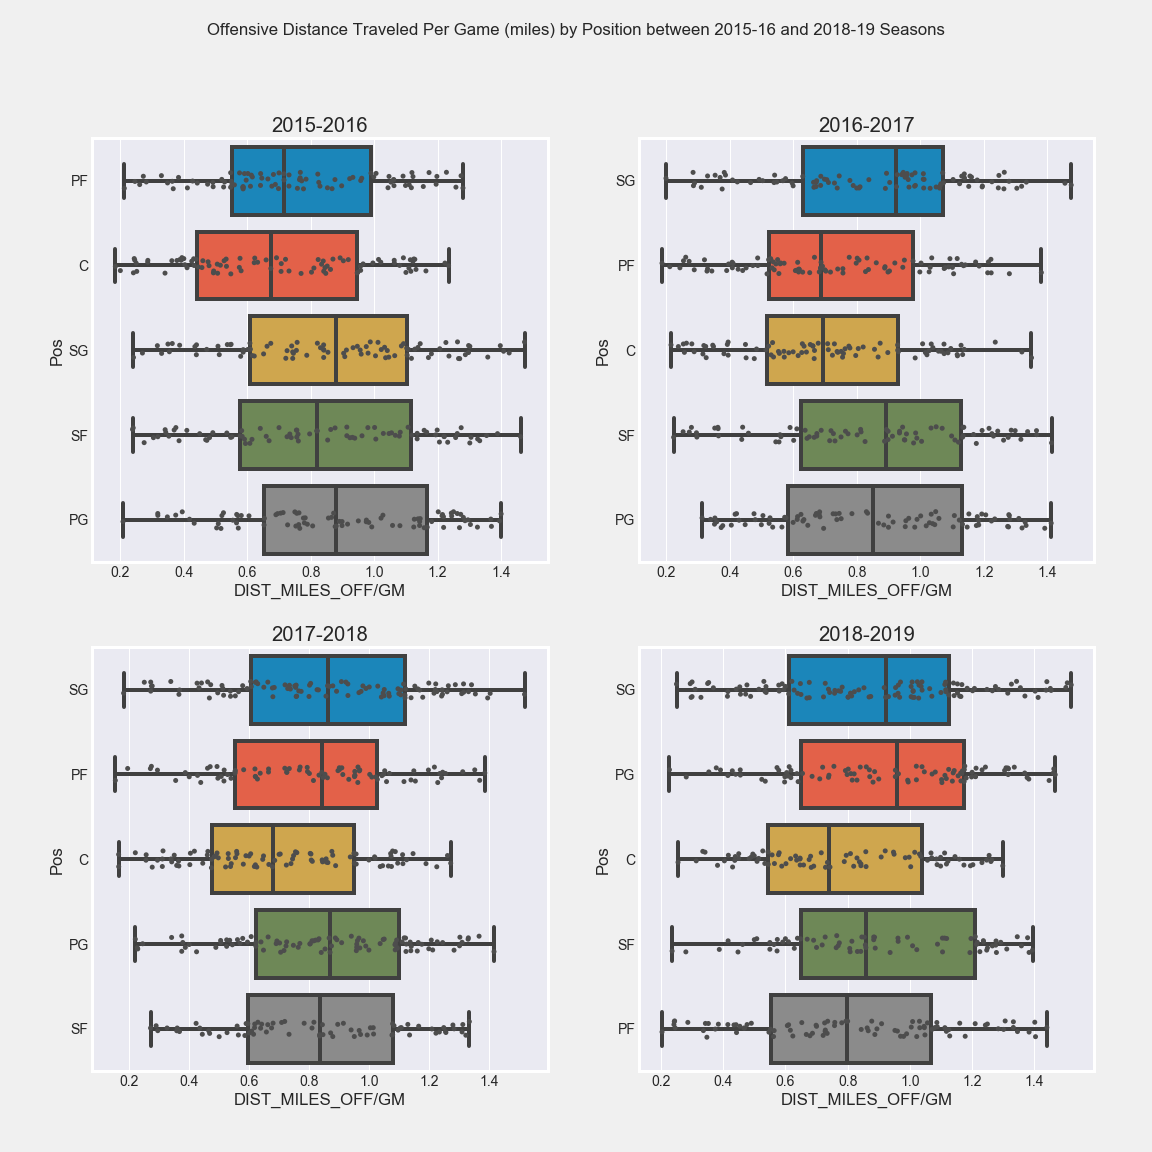 Offensive Distance Traveled Per Game (miles) by Position between 2015-16 and 2018-19 Seasons
2015-2016
Pos
PF
C
SG
SF
PG
0.2 0.4 0.6 0.8 1.0 1.2 1.4
DIST_MILES_OFF/GM
2016-2017
Pos
SG
PF
C
SF
PG
0.2 0.4 0.6 0.8 1.0 1.2 1.4
DIST_MILES_OFF/GM
2017-2018
Pos
SG
PF
C
PG
SF
0.2 0.4 0.6 0.8 1.0 1.2 1.4
DIST_MILES_OFF/GM
2018-2019
Pos
SG
PG
C
SF
PF
0.2 0.4 0.6 0.8 1.0 1.2 1.4
DIST_MILES_OFF/GM